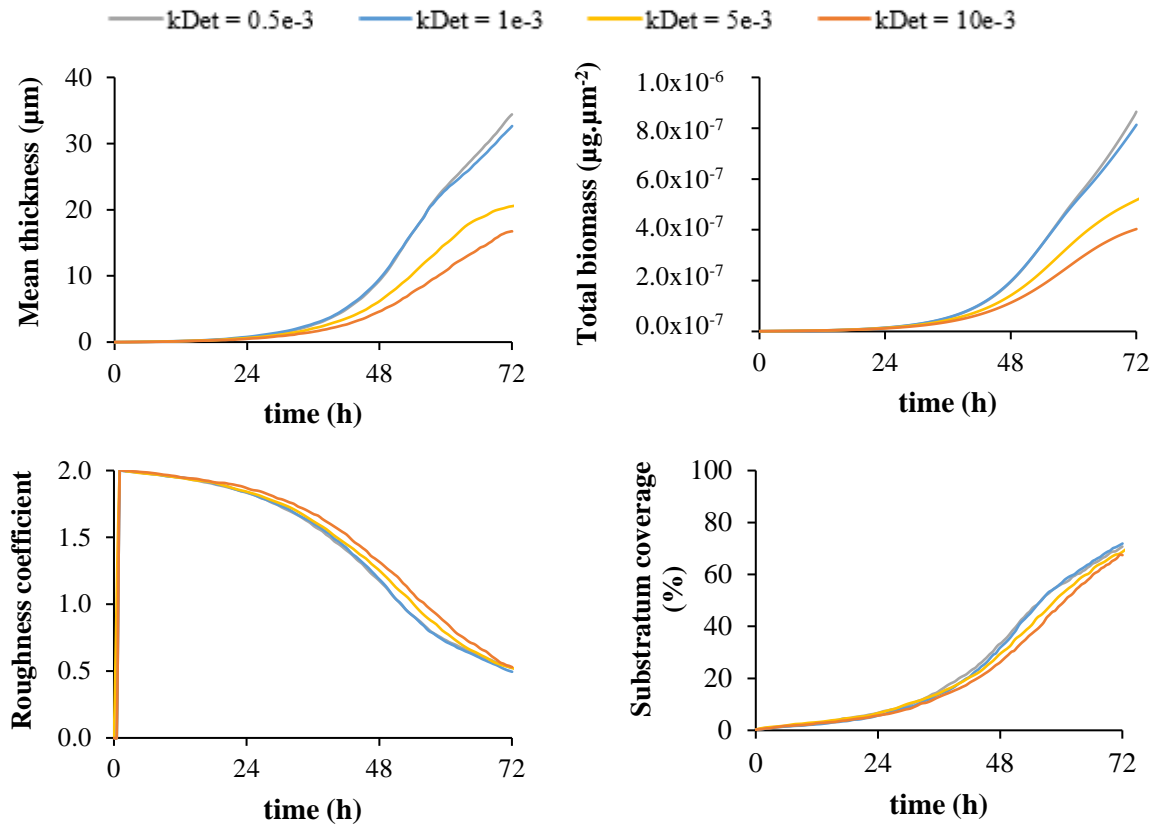 kDet = 0.5e-3 kDet = 1e-3 kDet = 5e-3 kDet = 10e-3
Mean thickness (µm)
40
30
20
10
0
0 24 48 72
time (h)
Total biomass (µg.µm-2)
1.0x10-6
8.0x10-7
6.0x10-7
4.0x10-7
2.0x10-7
0.0x10-7
0 24 48 72
time (h)
Roughness coefficient
2.0
1.5
1.0
0.5
0.0
0 24 48 72
time (h)
Substratum coverage
(%)
100
80
60
40
20
0
0 24 48 72
time (h)